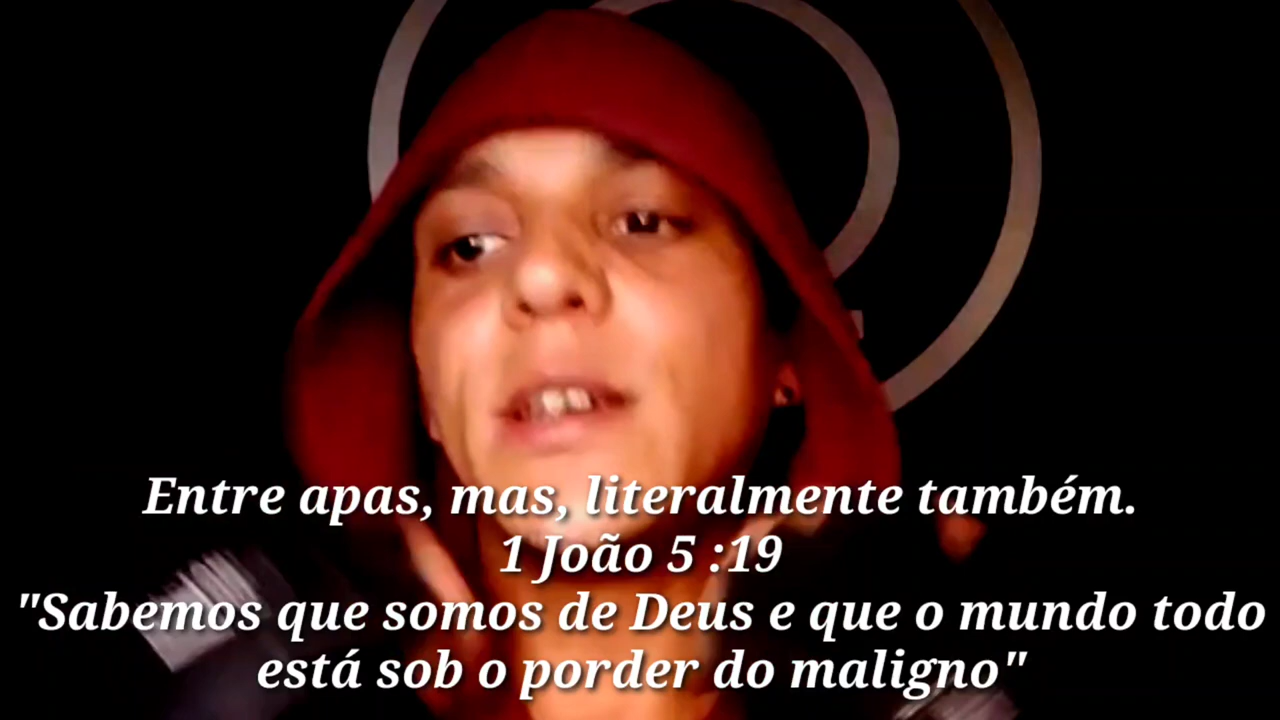 Entre apas, mas, literalmente também.
1 João 5 :19
"Sabemos que somos de Deus e que o mundo todo
está sob o porder do maligno"